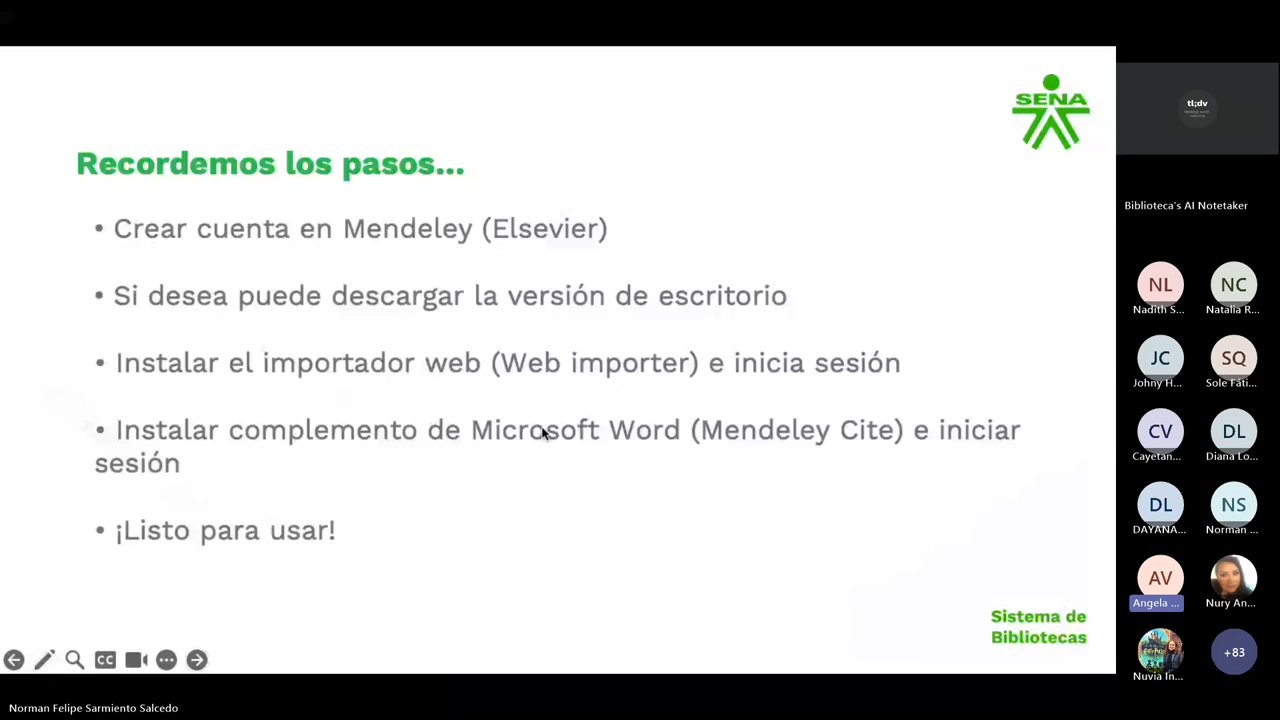 SENA
Recordemos los pasos...
• Crear cuenta en Mendeley (Elsevier)
• Si desea puede descargar la versión de escritorio
• Instalar el importador web (Web importer) e inicia sesión
• Instalar complemento de Microsoft Word (Mendeley Cite) e iniciar
sesión
• ¡Listo para usar!
Sistema de
Bibliotecas
CC
Norman Felipe Sarmiento Salcedo
tl;dv
Biblioteca's AI Notetaker
NL
NC
Nadith S...
Natalia R...
JC
SQ
Johny H...
Sole Fáti...
CV
DL
Cayetan...
Diana Lo...
DL
NS
DAYANA...
Norman ...
AV
Angela ...
Nury An...
+83
Nuvia In...